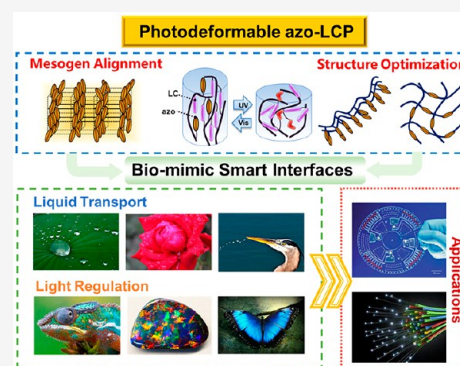 Photodeformable azo-LCP
Mesogen Alignment
Structure Optimization
LC
azo
UV
Vis
Bio-mimic Smart Interfaces
Liquid Transport
Light Regulation
Applications